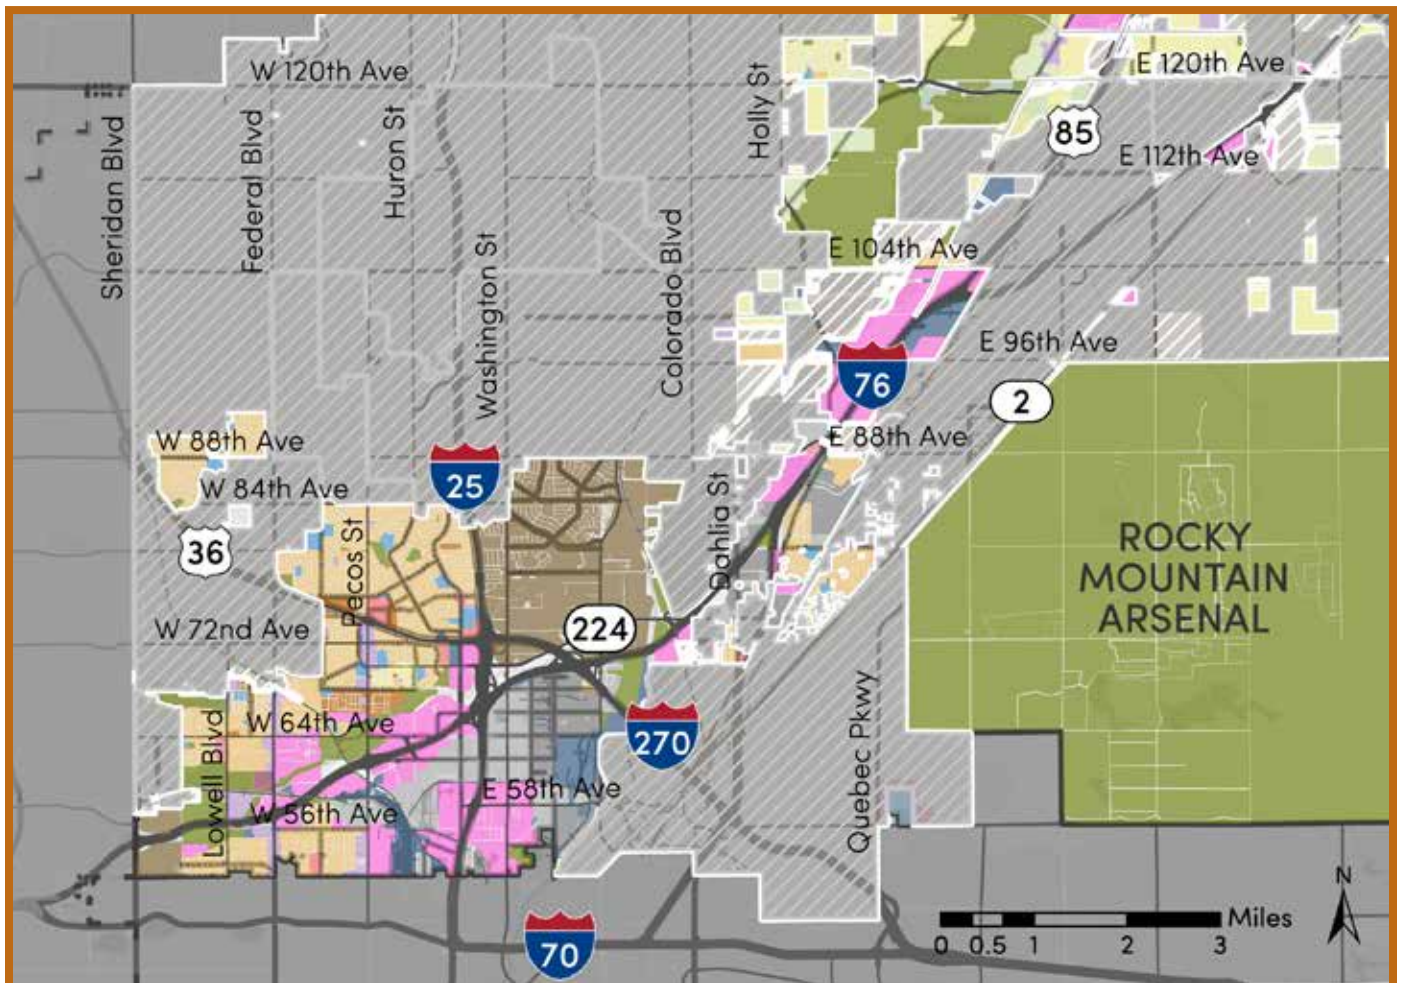 W 120th Ave
E 120th Ave
85
E 112th Ave
Sheridan Blvd
Federal Blvd
Huron St
Holly St
Washington St
Colorado Blvd
E 104th Ave
E 96th Ave
76
2
W 88th Ave
E 88th Ave
25
W 84th Ave
36
Pecos St
Dahlia St
ROCKY
MOUNTAIN
ARSENAL
W 72nd Ave
224
Lowell Blvd
W 64th Ave
270
Quebec Pkwy
E 58th Ave
W 56th Ave
N
Miles
0 0.5 1 2 3
70